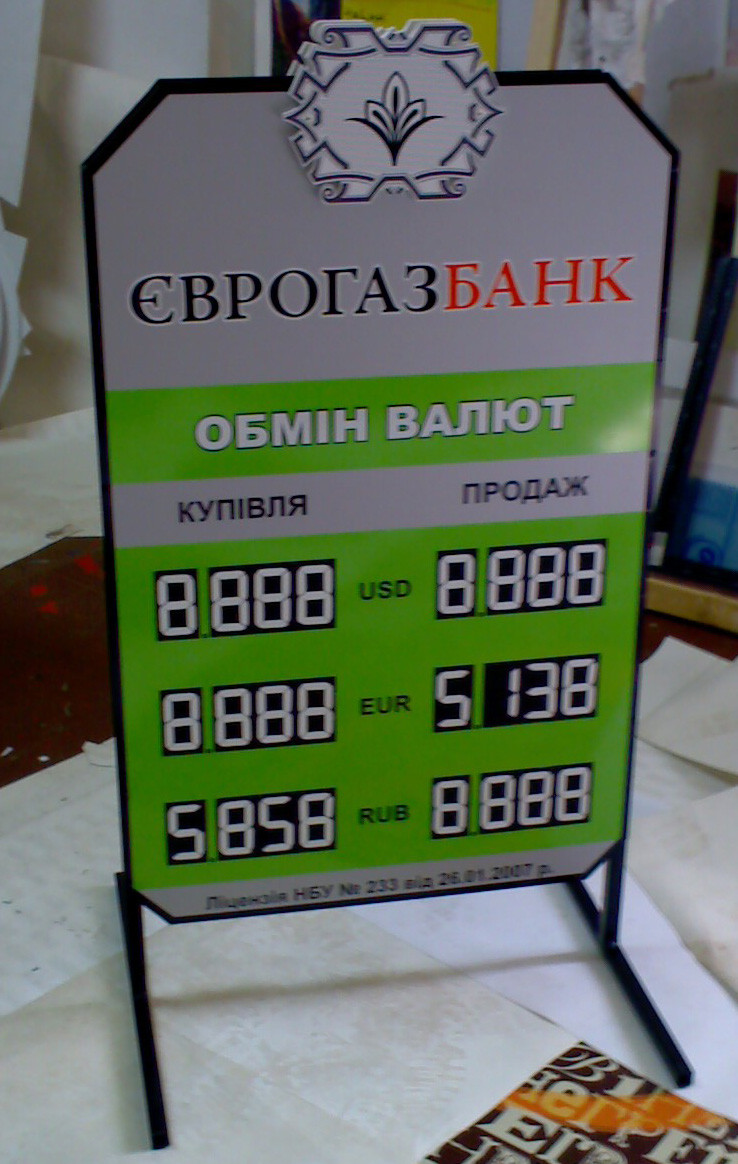 ЄВРОГАЗБАНК
ОБМІН ВАЛЮТ
КУПІВЛЯ ПРОДАЖ
8.888 USD 8.888
8.888 EUR 5.138
5.858 RUB 8.888
Ліцензія НБУ № 233 від 26.01.2007 р.